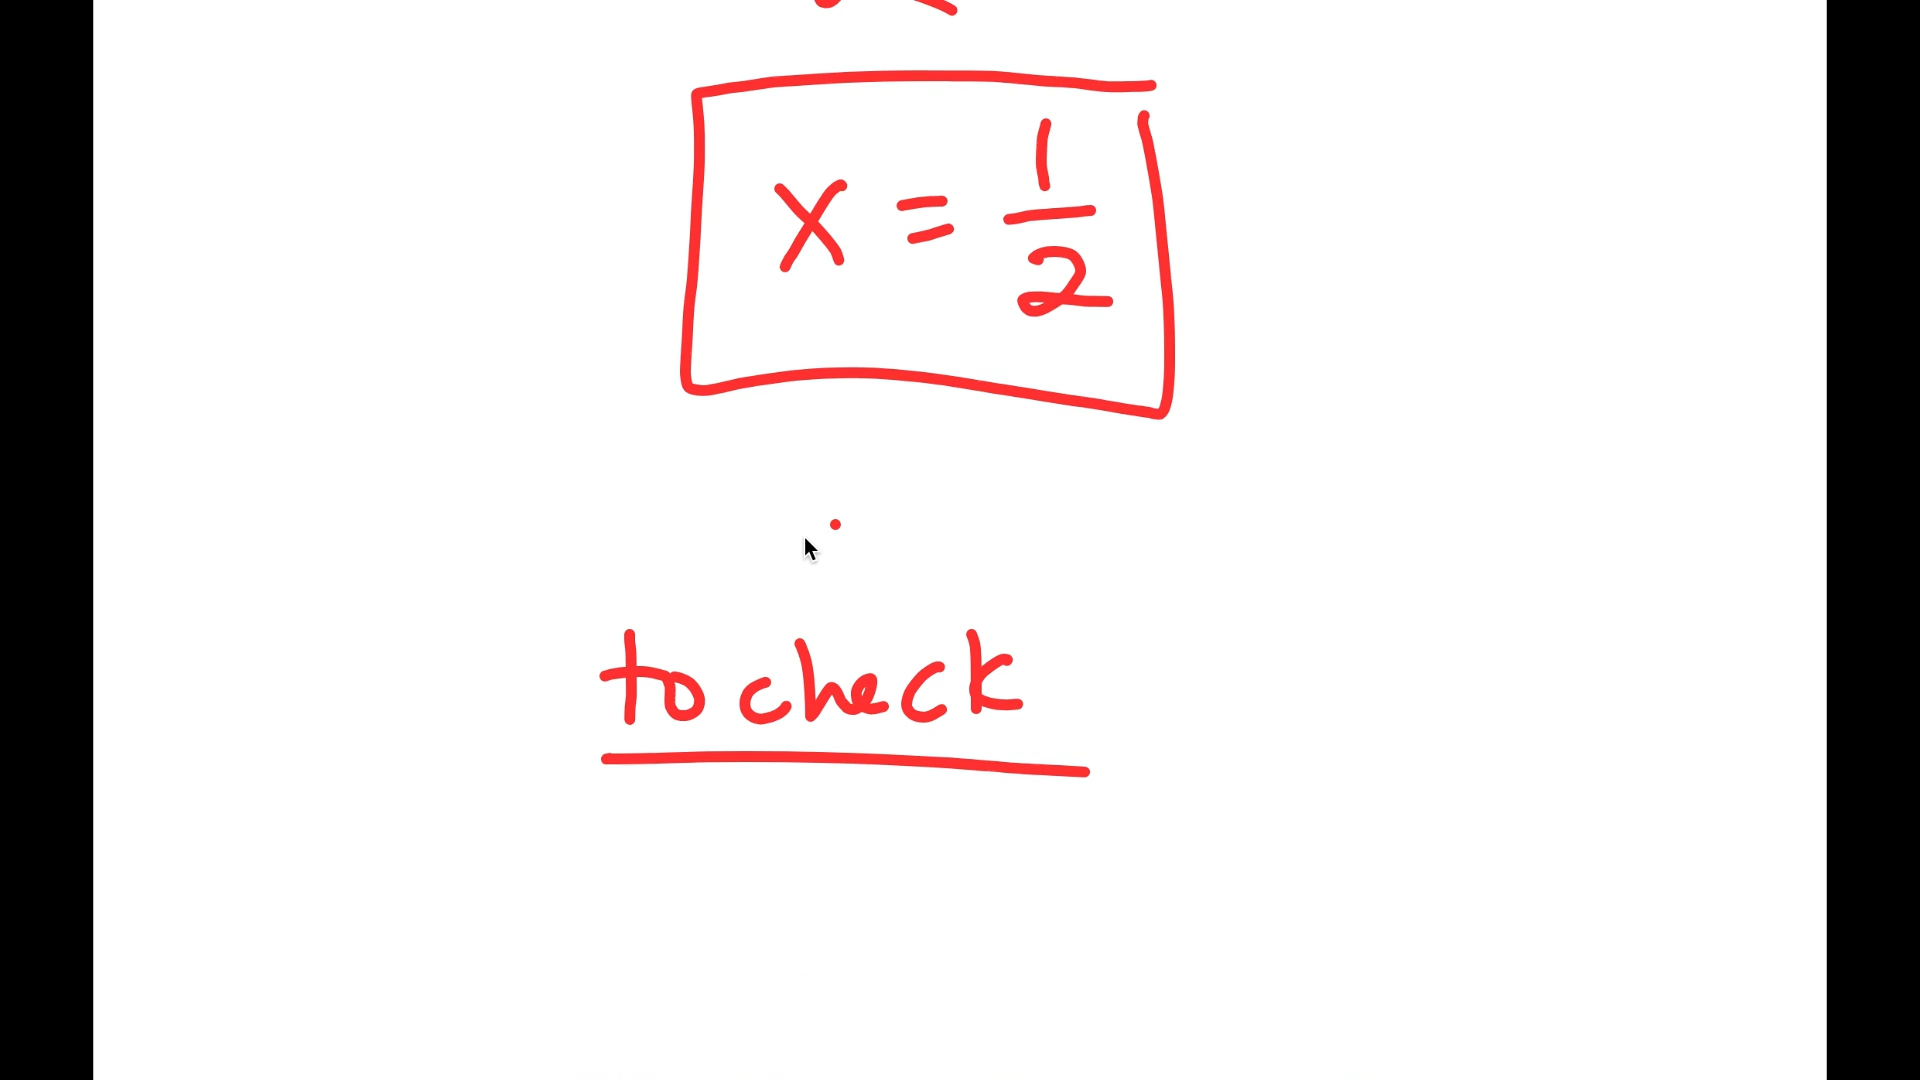 x = 1/2
to check